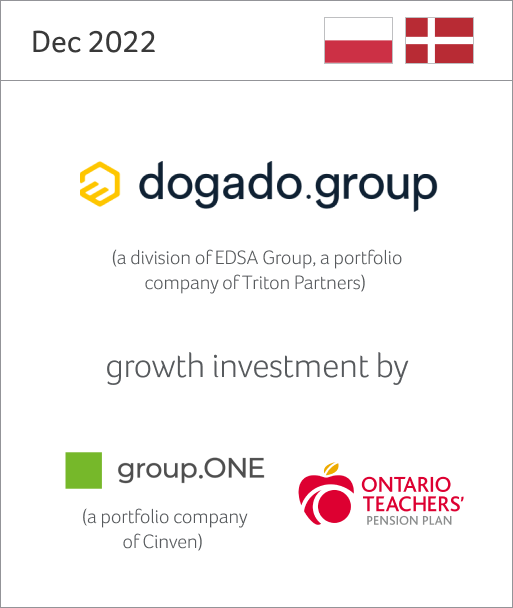 Dec 2022
dogado.group
(a division of EDSA Group, a portfolio
company of Triton Partners)
growth investment by
group.ONE
(a portfolio company
of Cinven)
ONTARIO
TEACHERS'
PENSION PLAN